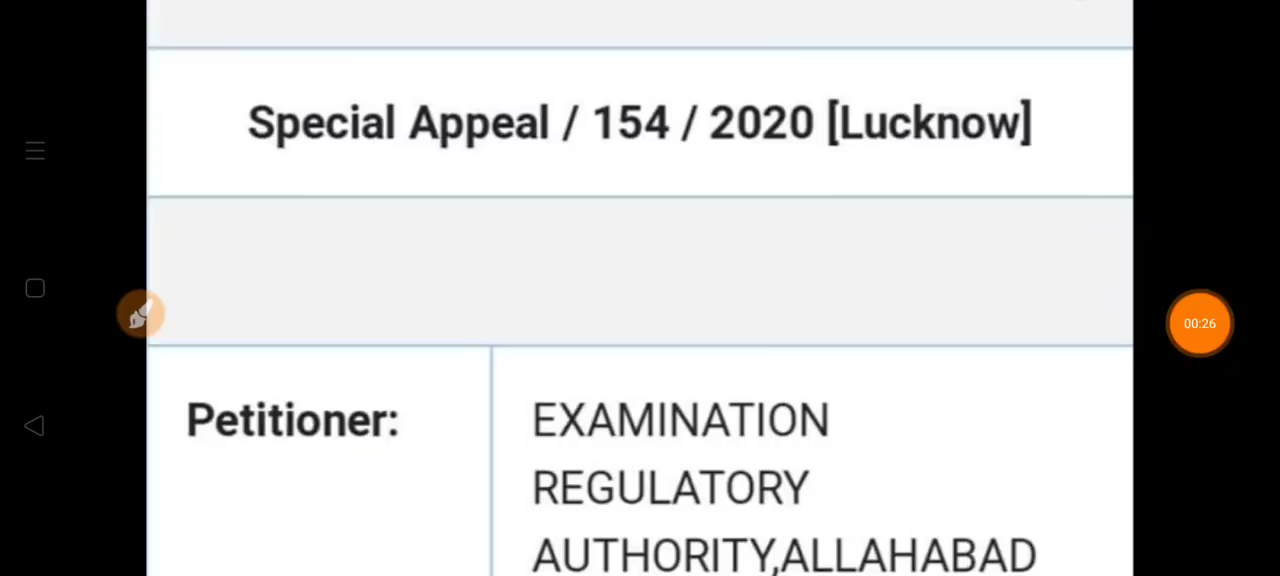 Special Appeal / 154 / 2020 [Lucknow]
00:26
Petitioner:
EXAMINATION
REGULATORY
AUTHORITY,ALLAHABAD